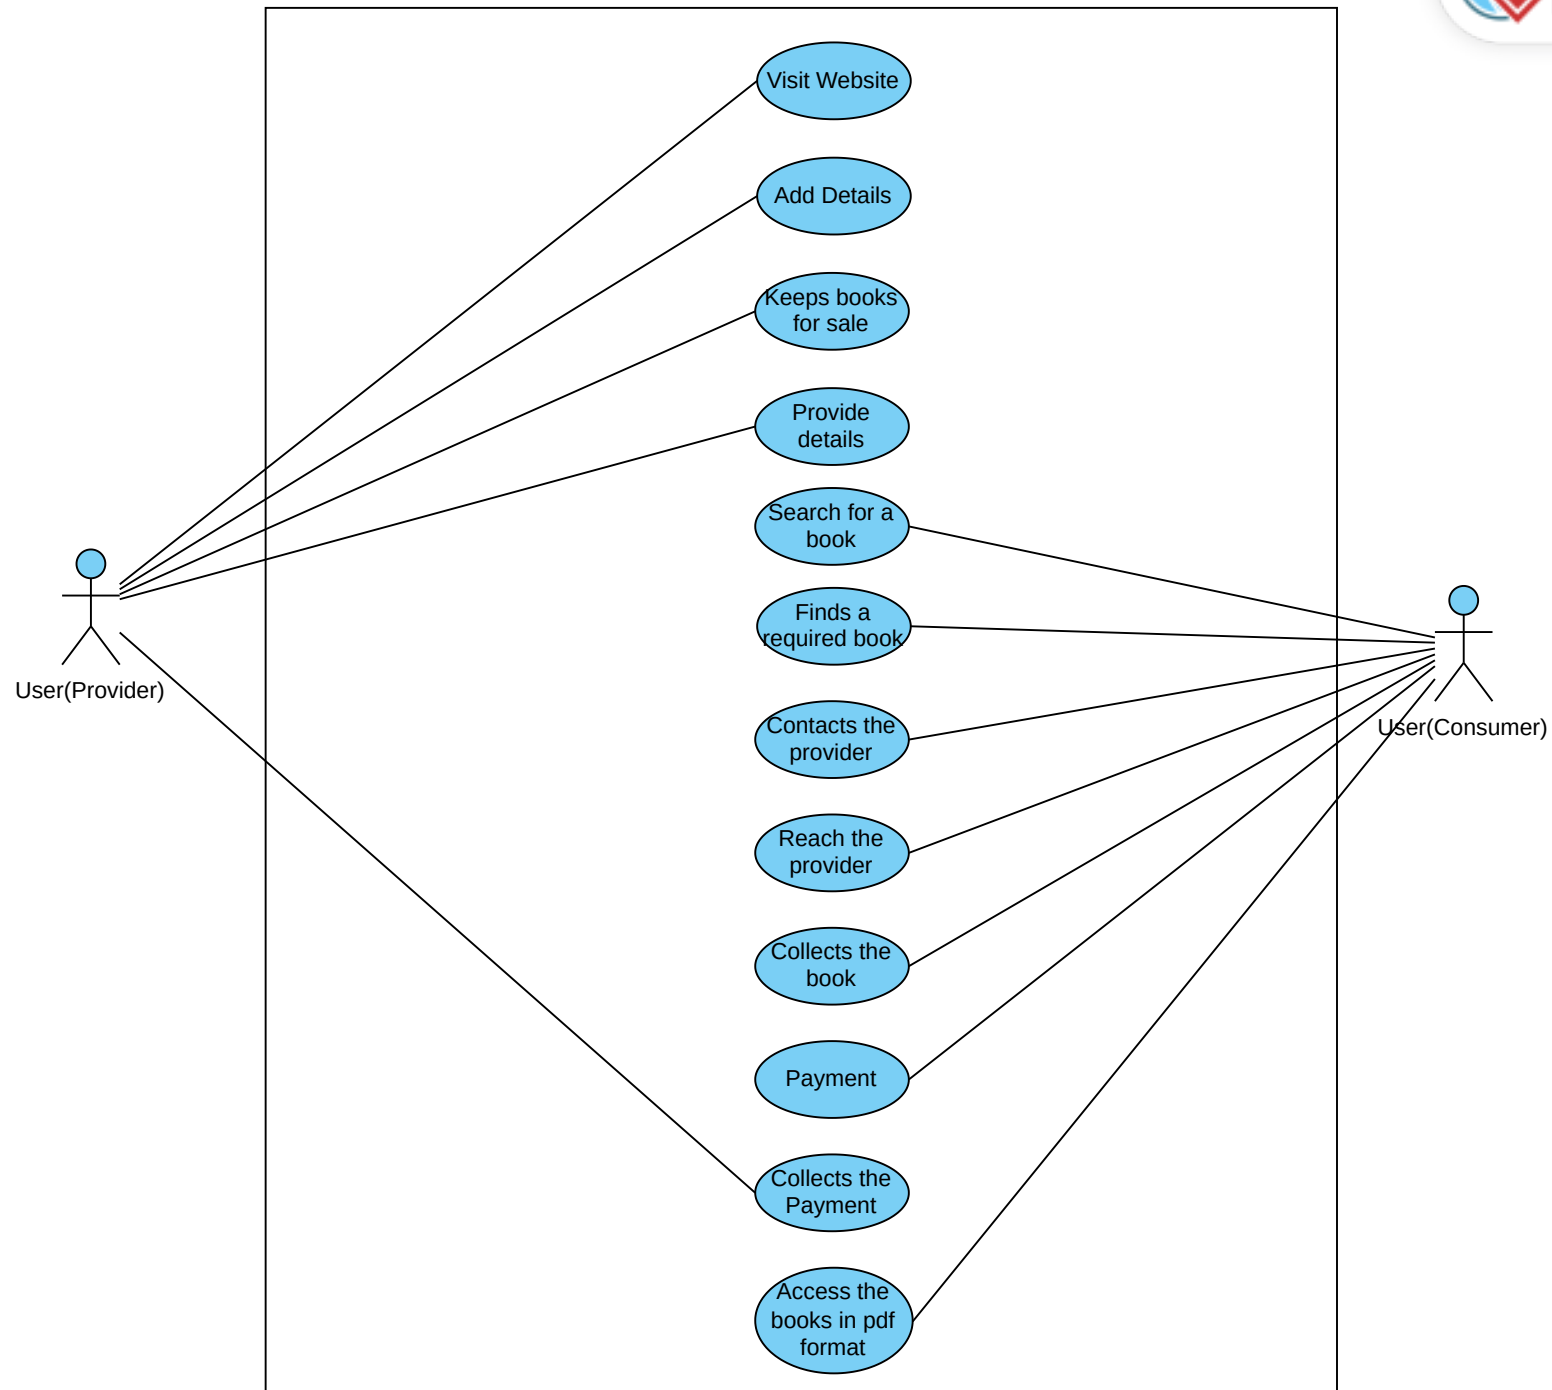 Visit Website
Add Details
Keeps books
for sale
Provide
details
Search for a
book
Finds a
required book
User(Provider)
Contacts the
provider
User(Consumer)
Reach the
provider
Collects the
book
Payment
Collects the
Payment
Access the
books in pdf
format